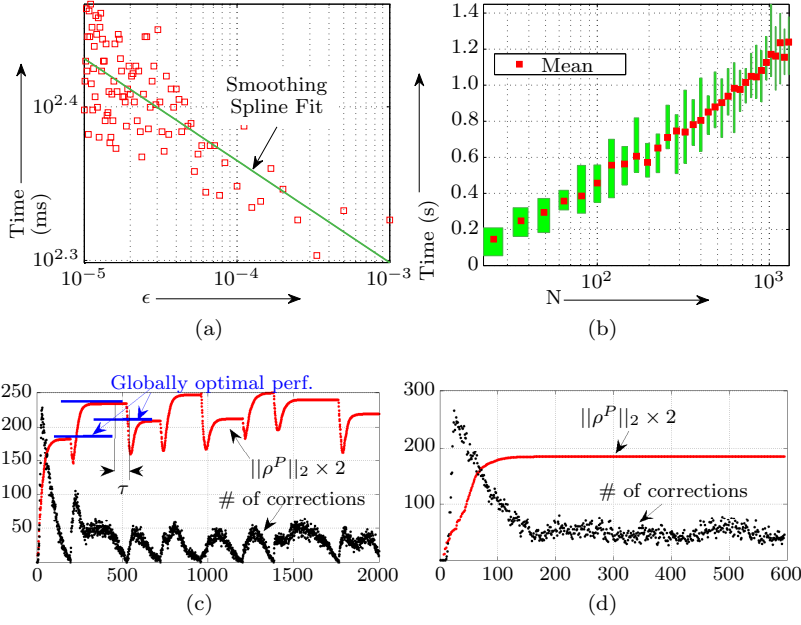 Time
(ms)
10^2.4
10^2.3
Smoothing
Spline Fit
10^-5
10^-4
10^-3
ϵ
(a)
Time (s)
1.4
1.2
1.0
0.8
0.6
0.4
0.2
0
Mean
10^2
10^3
N
(b)
250
200
150
100
50
Globally optimal perf.
τ
||ρ^P||_2 × 2
# of corrections
0
500
1000
1500
2000
(c)
300
200
100
0
||ρ^P||_2 × 2
# of corrections
0
100
200
300
400
500
600
(d)